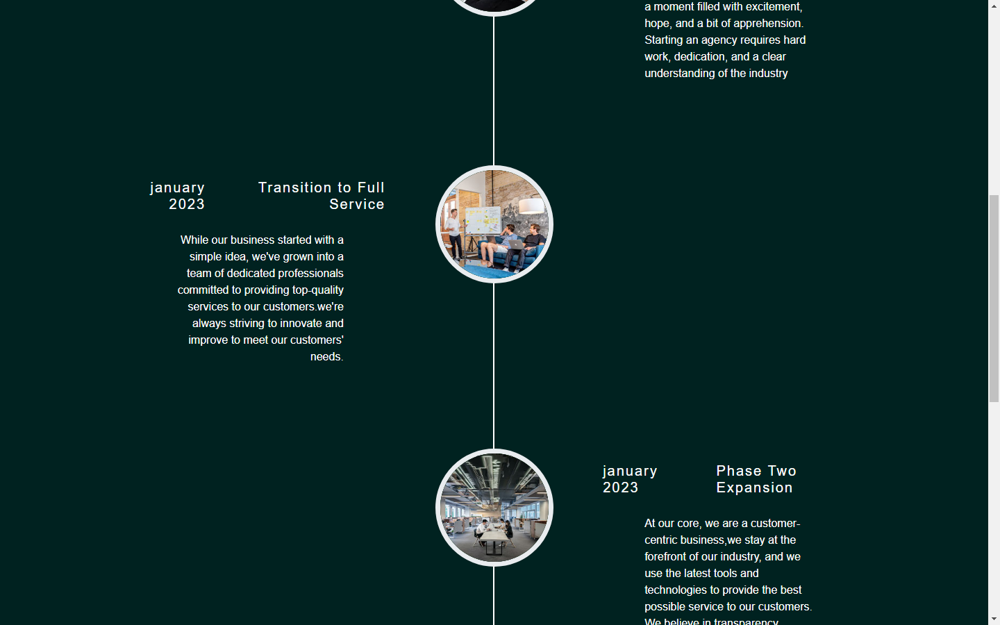 a moment filled with excitement,
hope, and a bit of apprehension.
Starting an agency requires hard
work, dedication, and a clear
understanding of the industry
january
2023
Transition to Full
Service
While our business started with a
simple idea, we've grown into a
team of dedicated professionals
committed to providing top-quality
services to our customers.we're
always striving to innovate and
improve to meet our customers'
needs.
january
2023
Phase Two
Expansion
At our core, we are a customer-
centric business,we stay at the
forefront of our industry, and we
use the latest tools and
technologies to provide the best
possible service to our customers.
We believe in transparency